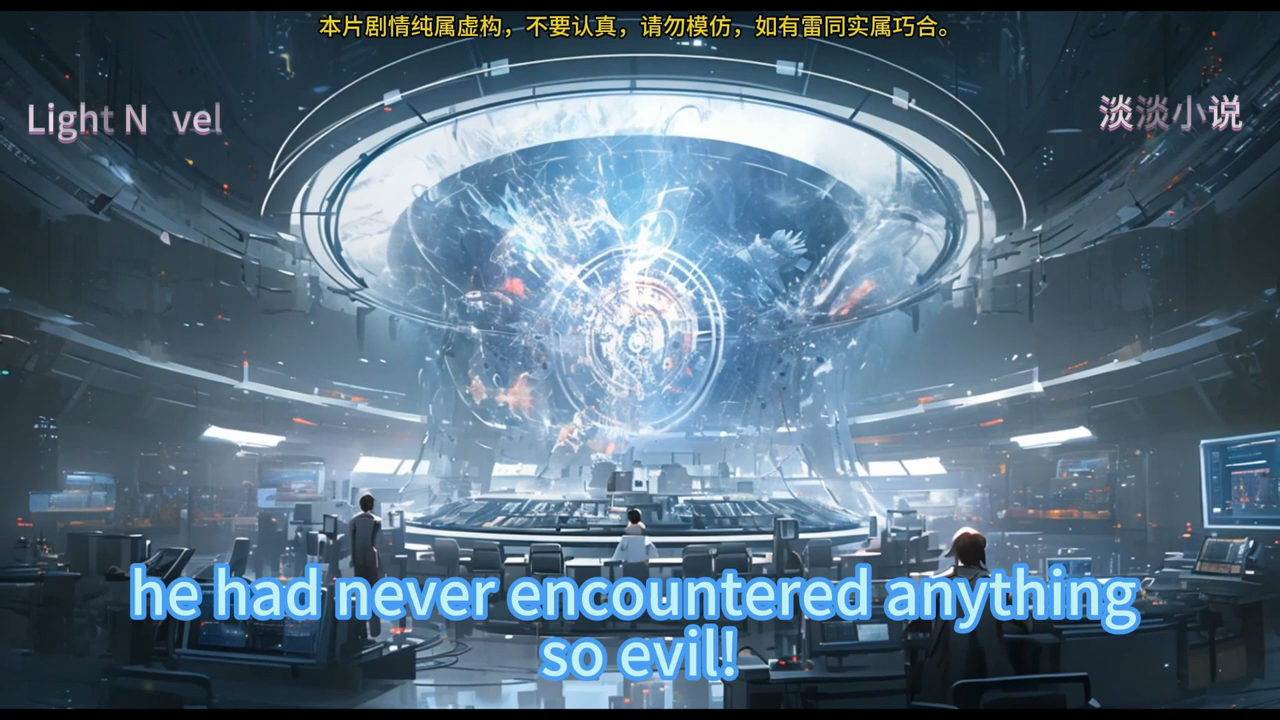 本片剧情纯属虚构，不要认真，请勿模仿，如有雷同实属巧合。
Light N vel
淡淡小说
he had never encountered anything
so evil!